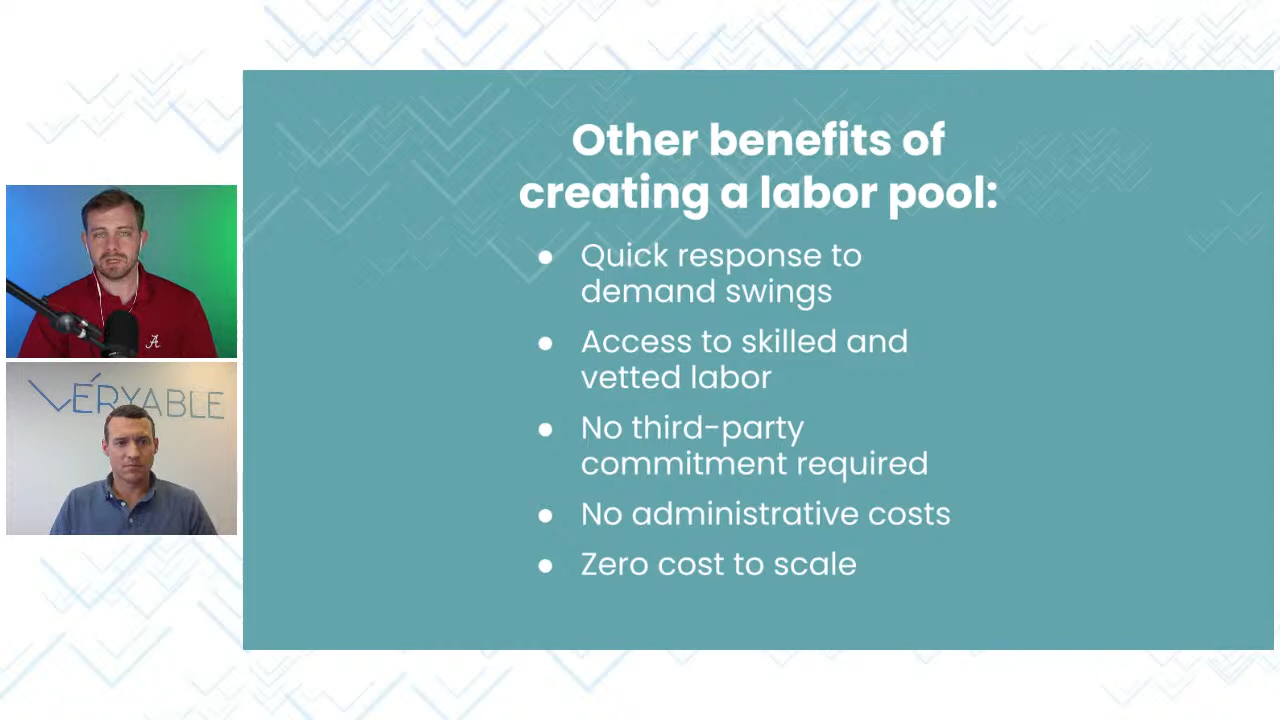 Other benefits of
creating a labor pool:
● Quick response to
demand swings
● Access to skilled and
vetted labor
● No third-party
commitment required
● No administrative costs
● Zero cost to scale
A
VÉRYABLE